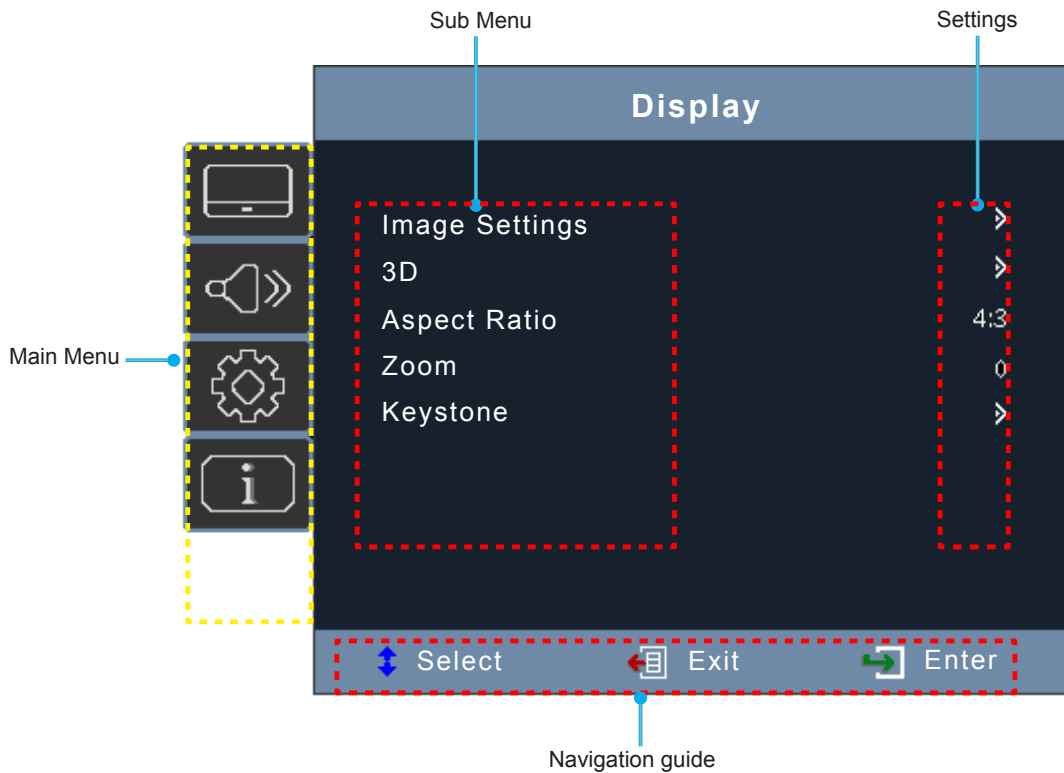 Sub Menu
Settings
Display
Image Settings
3D
Aspect Ratio 4:3
Main Menu
Zoom 0
Keystone
i
Select Exit Enter
Navigation guide